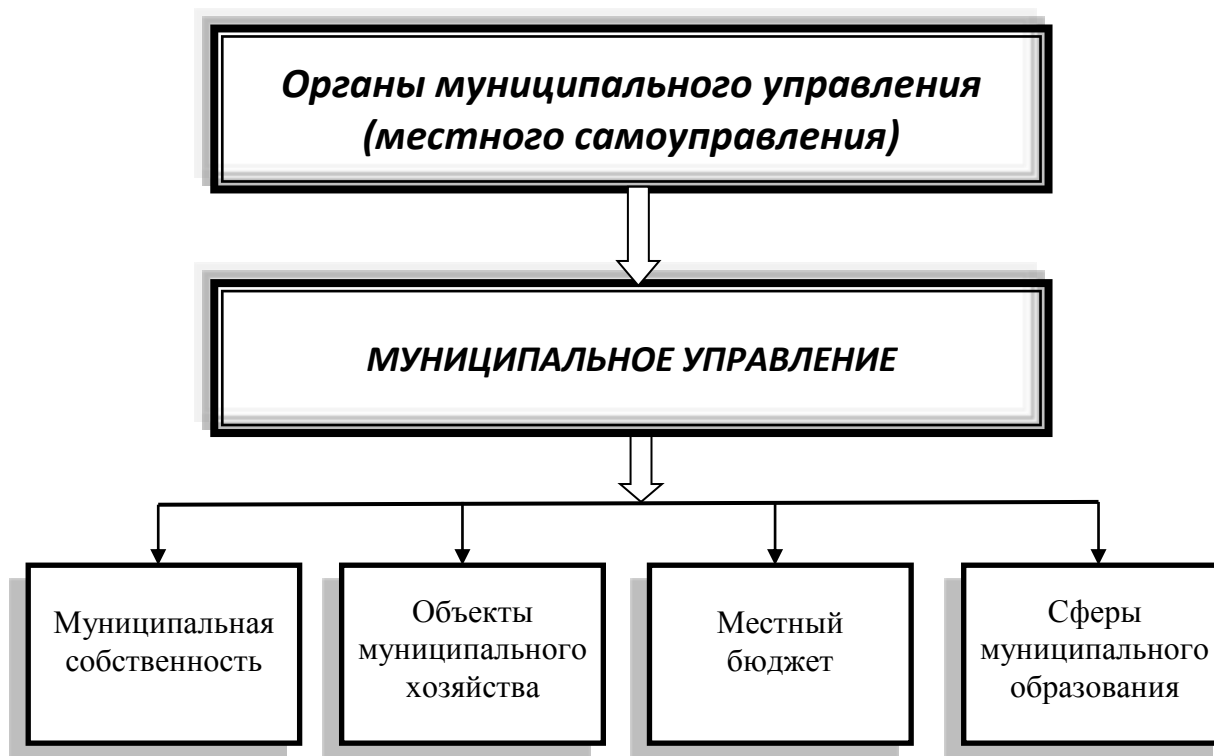 Органы муниципального управления
(местного самоуправления)
МУНИЦИПАЛЬНОЕ УПРАВЛЕНИЕ
Муниципальная
собственность
Объекты
муниципального
хозяйства
Местный
бюджет
Сферы
муниципального
образования